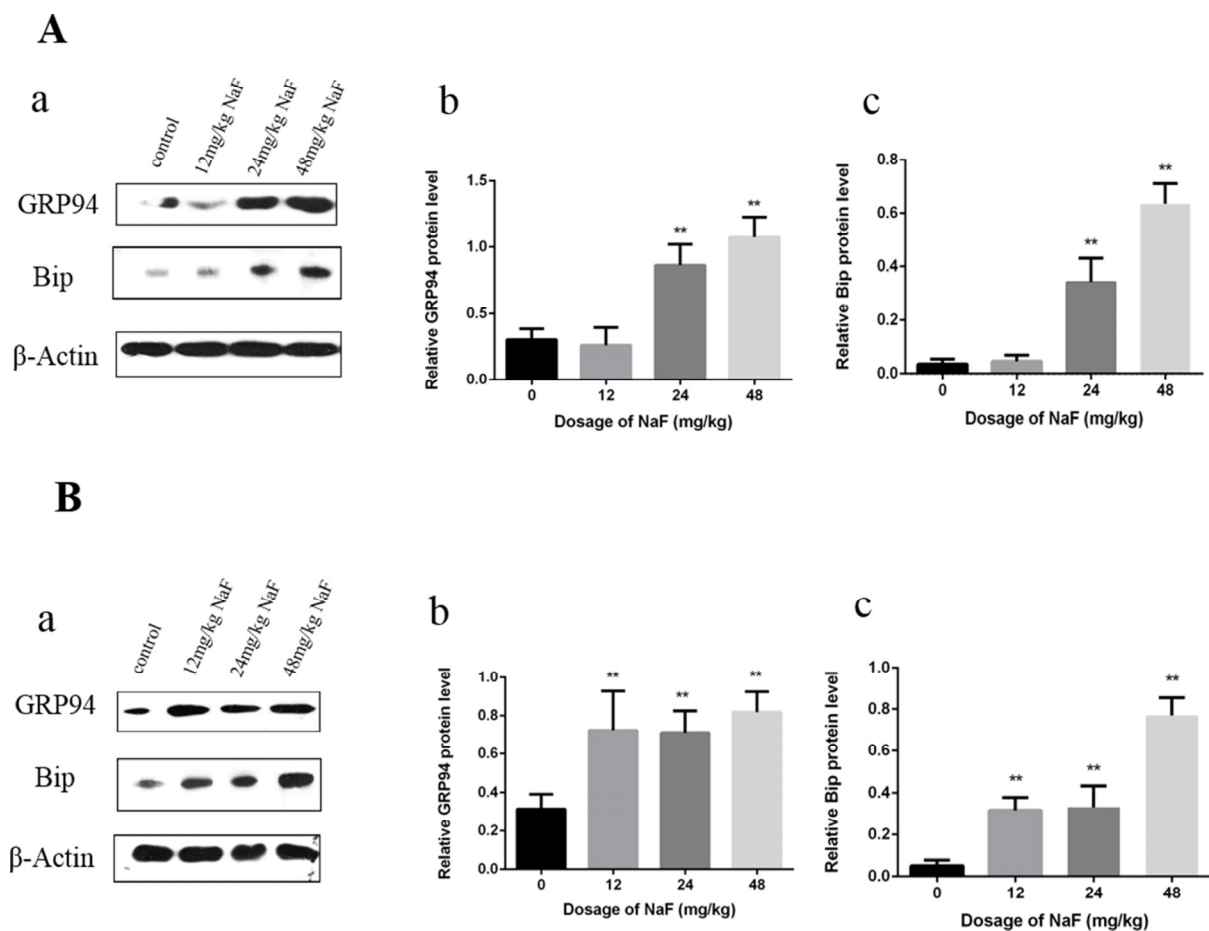 A
a
control
12mg/kg NaF
24mg/kg NaF
48mg/kg NaF
GRP94
Bip
β-Actin
b
Relative GRP94 protein level
1.5
1.0
0.5
0.0
**
**
0 12 24 48
Dosage of NaF (mg/kg)
c
Relative Bip protein level
0.8
0.6
0.4
0.2
0.0
**
**
0 12 24 48
Dosage of NaF (mg/kg)
B
a
control
12mg/kg NaF
24mg/kg NaF
48mg/kg NaF
GRP94
Bip
β-Actin
b
Relative GRP94 protein level
1.0
0.8
0.6
0.4
0.2
0.0
**
**
**
0 12 24 48
Dosage of NaF (mg/kg)
c
Relative Bip protein level
1.0
0.8
0.6
0.4
0.2
0.0
**
**
**
0 12 24 48
Dosage of NaF (mg/kg)